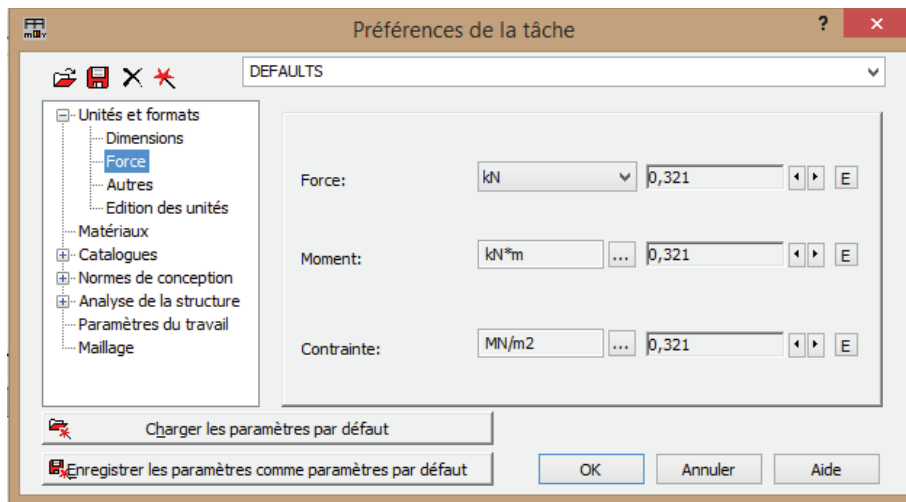 Préférences de la tâche
?
DEFAULTS
Unités et formats
Dimensions
Force
Autres
Edition des unités
Matériaux
Catalogues
Normes de conception
Analyse de la structure
Paramètres du travail
Maillage
Force: kN 0,321 E
Moment: kN*m ... 0,321 E
Contrainte: MN/m2 ... 0,321 E
Charger les paramètres par défaut
Enregistrer les paramètres comme paramètres par défaut
OK Annuler Aide